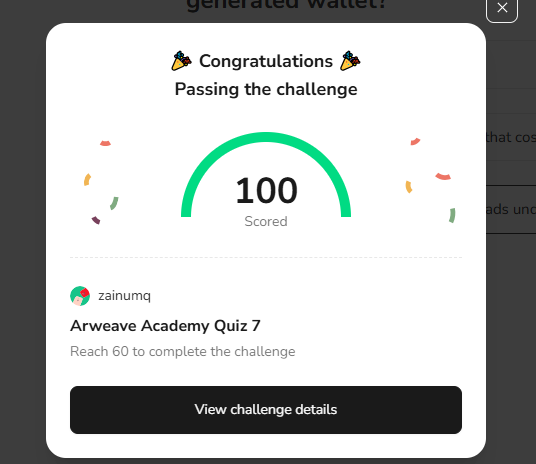 generated wallet?
Congratulations
Passing the challenge
that cos
100
Scored
ads und
zainumq
Arweave Academy Quiz 7
Reach 60 to complete the challenge
View challenge details